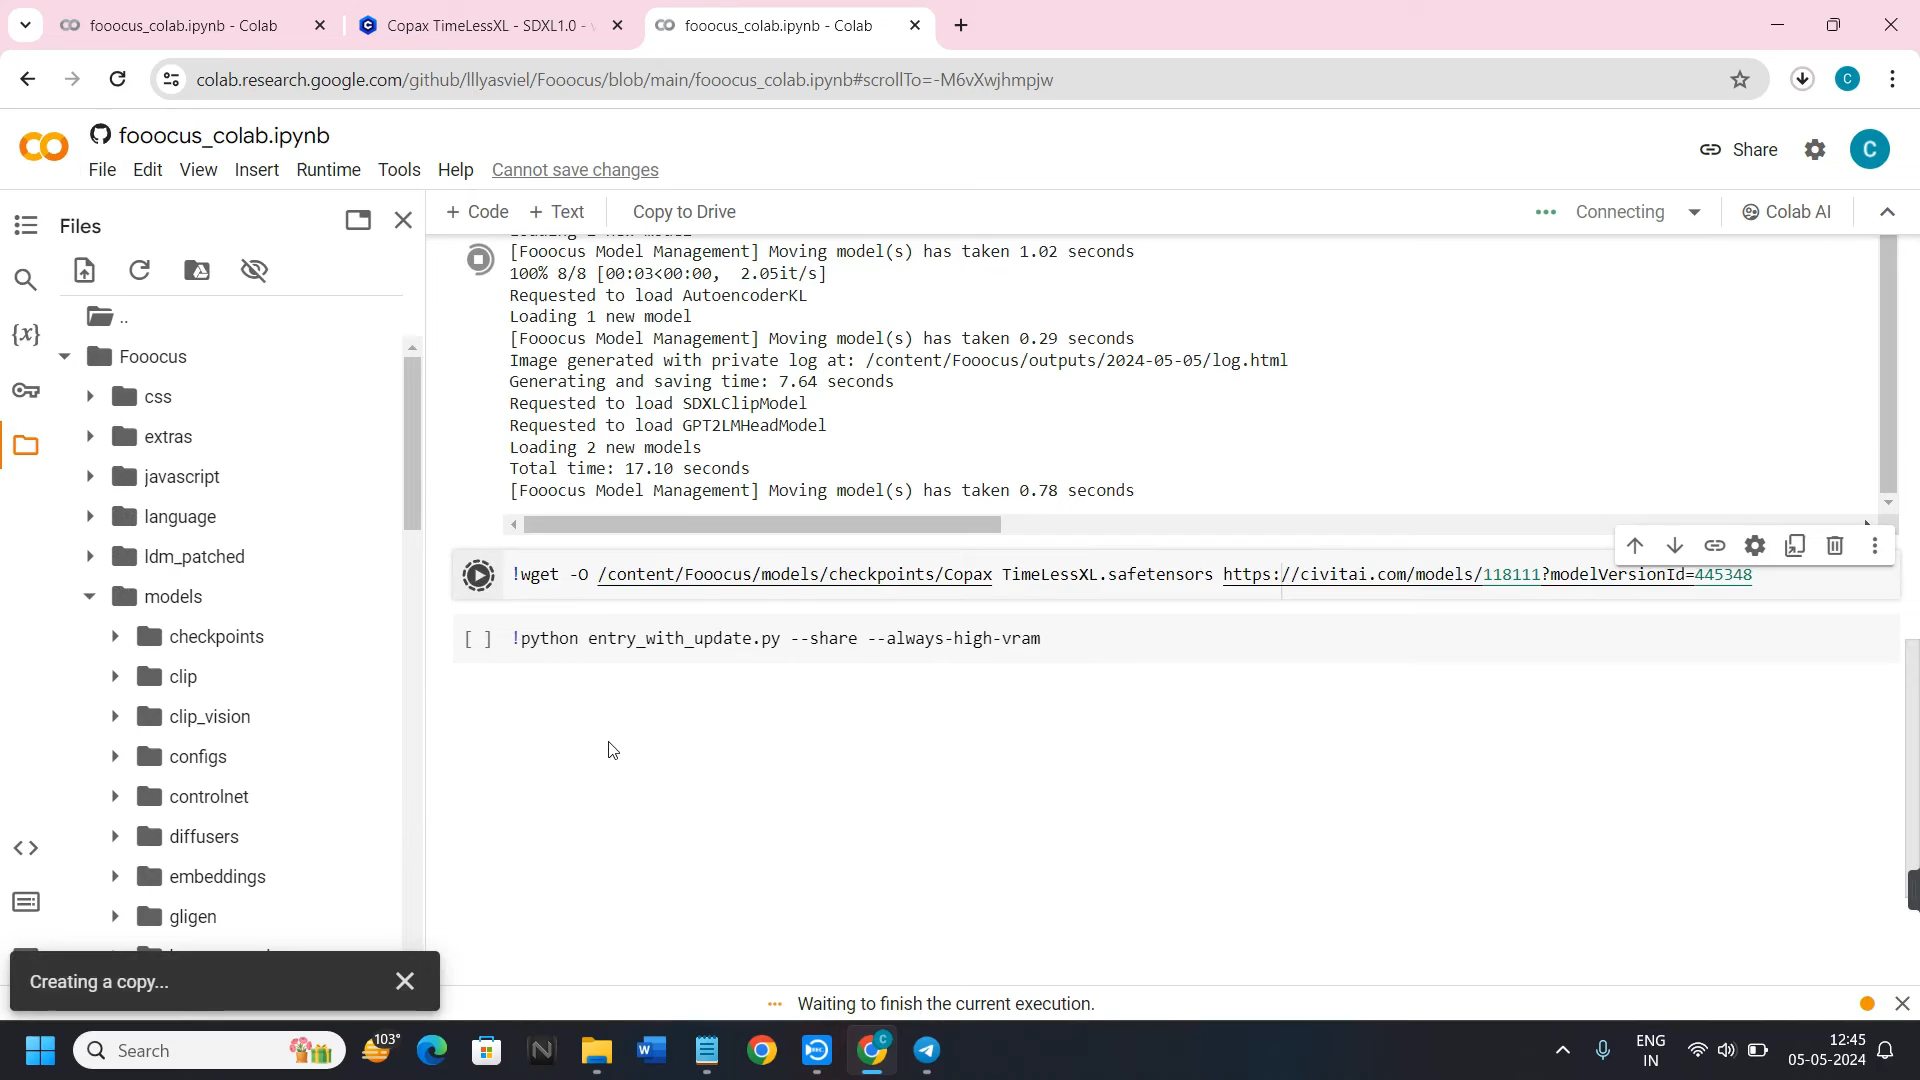 fooocus_colab.ipynb - Colab
Copax TimeLessXL - SDXL1.0 -
fooocus_colab.ipynb - Colab
colab.research.google.com/github/lllyasviel/Fooocus/blob/main/fooocus_colab.ipynb#scrollTo=-M6vXwjhmpjw
C
CO
fooocus_colab.ipynb
Share
C
File Edit View Insert Runtime Tools Help Cannot save changes
Files
+ Code + Text Copy to Drive
Connecting
Colab AI
..
Fooocus
css
extras
javascript
language
ldm_patched
models
checkpoints
clip
clip_vision
configs
controlnet
diffusers
embeddings
gligen
{x}
[Fooocus Model Management] Moving model(s) has taken 1.02 seconds
100% 8/8 [00:03<00:00, 2.05it/s]
Requested to load AutoencoderKL
Loading 1 new model
[Fooocus Model Management] Moving model(s) has taken 0.29 seconds
Image generated with private log at: /content/Fooocus/outputs/2024-05-05/log.html
Generating and saving time: 7.64 seconds
Requested to load SDXLClipModel
Requested to load GPT2LMHeadModel
Loading 2 new models
Total time: 17.10 seconds
[Fooocus Model Management] Moving model(s) has taken 0.78 seconds
!wget -O /content/Fooocus/models/checkpoints/Copax TimeLessXL.safetensors https://civitai.com/models/118111?modelVersionId=445348
[ ] !python entry_with_update.py --share --always-high-vram
Creating a copy...
Waiting to finish the current execution.
Search
103°
C
ENG
IN
12:45
05-05-2024